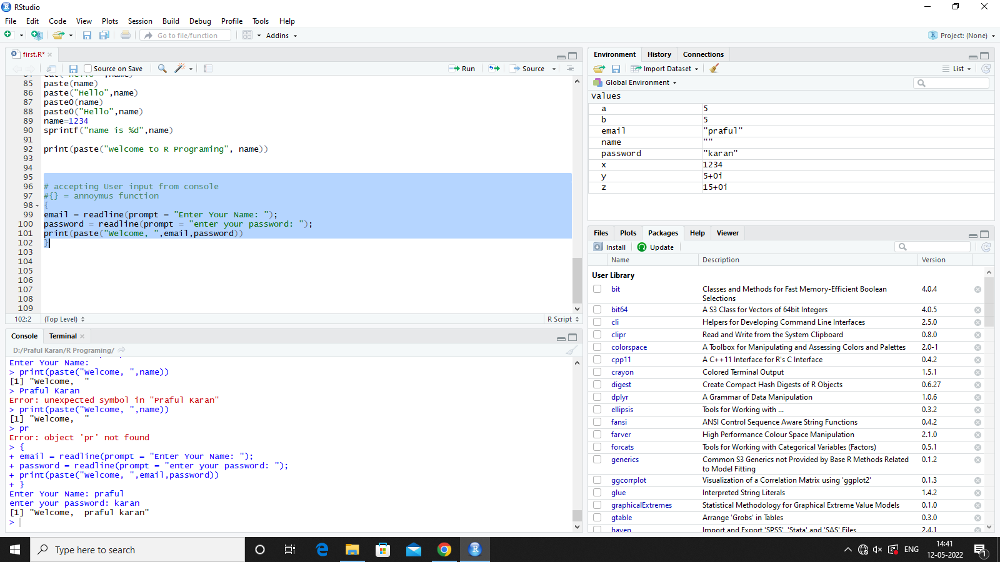 RStudio
File Edit Code View Plots Session Build Debug Profile Tools Help
Go to file/function Addins Project: (None)
first.R*
Source on Save Run Source
85 paste(name)
86 paste("Hello",name)
87 paste0(name)
88 paste0("Hello",name)
89 name=1234
90 sprintf("name is %d",name)
91
92 print(paste("welcome to R Programing", name))
93
94
95
96 # accepting User input from console
97 #{} = annoymus function
98 {
99 email = readline(prompt = "Enter Your Name: ");
100 password = readline(prompt = "enter your password: ");
101 print(paste("Welcome, ",email,password))
102 }
103
104
105
106
107
108
109
102:2 (Top Level) R Script
Console Terminal
D:/Praful Karan/R Programing/
Enter Your Name:
> print(paste("Welcome, ",name))
[1] "Welcome,  "
> Praful Karan
Error: unexpected symbol in "Praful Karan"
> print(paste("Welcome, ",name))
[1] "Welcome,  "
> pr
Error: object 'pr' not found
> {
+ email = readline(prompt = "Enter Your Name: ");
+ password = readline(prompt = "enter your password: ");
+ print(paste("Welcome, ",email,password))
+ }
Enter Your Name: praful
enter your password: karan
[1] "Welcome,  praful karan"
>
Environment History Connections
Import Dataset List
Global Environment
Values
a 5
b 5
email "praful"
name ""
password "karan"
x 1234
y 5+0i
z 15+0i
Files Plots Packages Help Viewer
Install Update
Name Description Version
User Library
bit Classes and Methods for Fast Memory-Efficient Boolean 4.0.4
Selections
bit64 A S3 Class for Vectors of 64bit Integers 4.0.5
cli Helpers for Developing Command Line Interfaces 2.5.0
clipr Read and Write from the System Clipboard 0.8.0
colorspace A Toolbox for Manipulating and Assessing Colors and Palettes 2.0-1
cpp11 A C++11 Interface for R's C Interface 0.4.2
crayon Colored Terminal Output 1.5.1
digest Create Compact Hash Digests of R Objects 0.6.27
dplyr A Grammar of Data Manipulation 1.0.6
ellipsis Tools for Working with ... 0.3.2
fansi ANSI Control Sequence Aware String Functions 0.4.2
farver High Performance Colour Space Manipulation 2.1.0
forcats Tools for Working with Categorical Variables (Factors) 0.5.1
generics Common S3 Generics not Provided by Base R Methods Related 0.1.2
to Model Fitting
ggcorrplot Visualization of a Correlation Matrix using 'ggplot2' 0.1.3
glue Interpreted String Literals 1.4.2
graphicalExtremes Statistical Methodology for Graphical Extreme Value Models 0.1.0
gtable Arrange 'Grobs' in Tables 0.3.0
haven Import and Export 'SPSS', 'Stata' and 'SAS' Files 2.4.1
Type here to search
ENG
14:41
12-05-2022
1